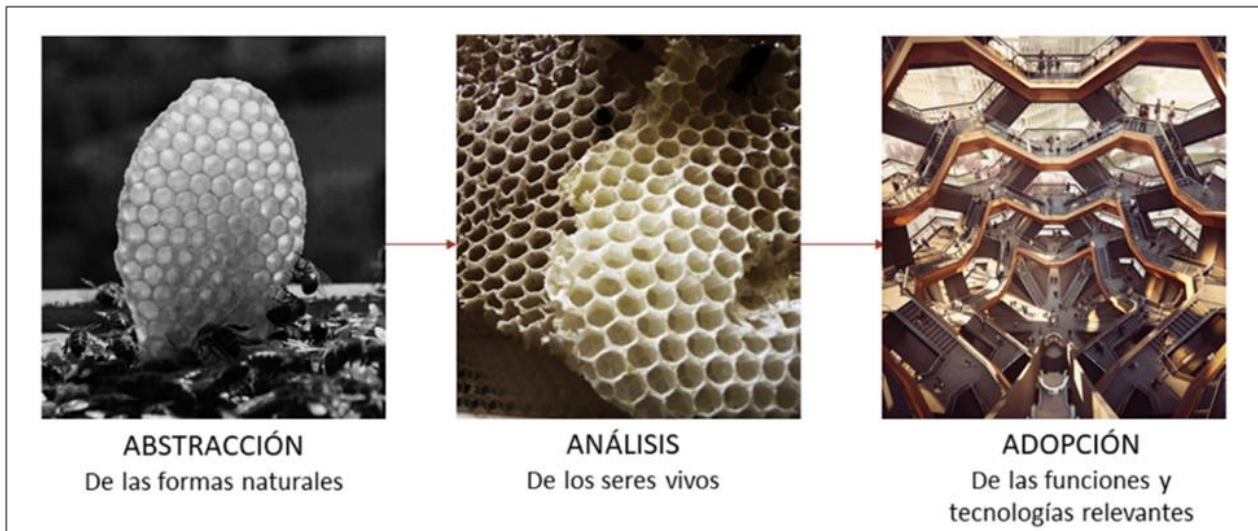 ABSTRACCIÓN
De las formas naturales
ANÁLISIS
De los seres vivos
ADOPCIÓN
De las funciones y
tecnologías relevantes